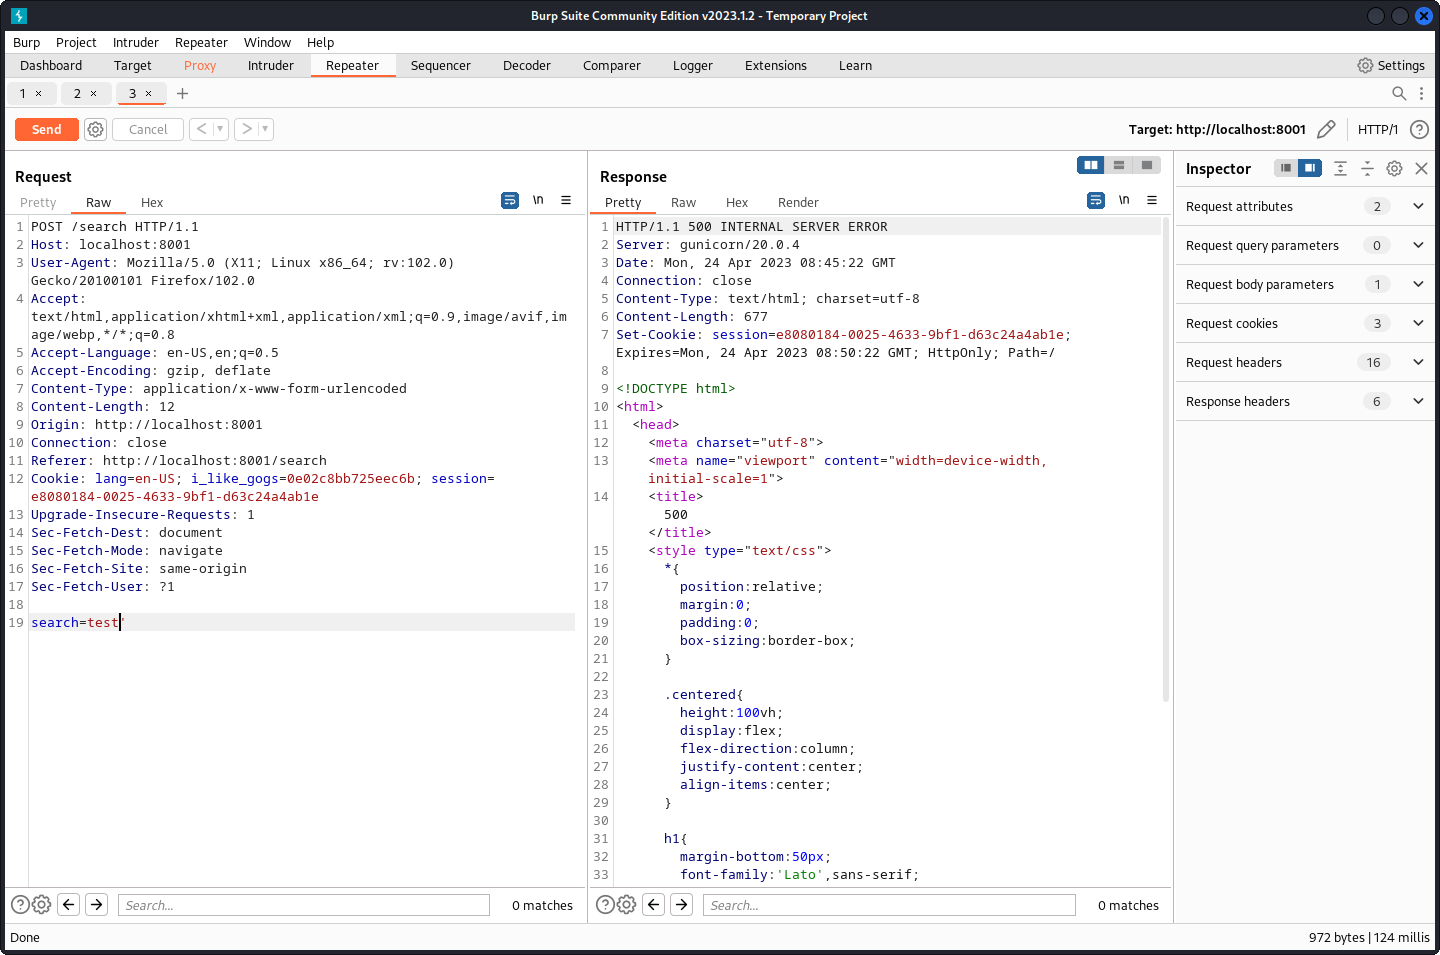 Burp Suite Community Edition v2023.1.2 - Temporary Project
Burp Project Intruder Repeater Window Help
Dashboard Target Proxy Intruder Repeater Sequencer Decoder Comparer Logger Extensions Learn Settings
1 × 2 × 3 × +
Send Cancel < > Target: http://localhost:8001 HTTP/1 ?
Request
Pretty Raw Hex \n
1 POST /search HTTP/1.1
2 Host: localhost:8001
3 User-Agent: Mozilla/5.0 (X11; Linux x86_64; rv:102.0)
Gecko/20100101 Firefox/102.0
4 Accept:
text/html,application/xhtml+xml,application/xml;q=0.9,image/avif,im
age/webp,*/*;q=0.8
5 Accept-Language: en-US,en;q=0.5
6 Accept-Encoding: gzip, deflate
7 Content-Type: application/x-www-form-urlencoded
8 Content-Length: 12
9 Origin: http://localhost:8001
10 Connection: close
11 Referer: http://localhost:8001/search
12 Cookie: lang=en-US; i_like_gogs=0e02c8bb725eec6b; session=
e8080184-0025-4633-9bf1-d63c24a4ab1e
13 Upgrade-Insecure-Requests: 1
14 Sec-Fetch-Dest: document
15 Sec-Fetch-Mode: navigate
16 Sec-Fetch-Site: same-origin
17 Sec-Fetch-User: ?1
18
19 search=test'
? Search... 0 matches
Response
Pretty Raw Hex Render \n
1 HTTP/1.1 500 INTERNAL SERVER ERROR
2 Server: gunicorn/20.0.4
3 Date: Mon, 24 Apr 2023 08:45:22 GMT
4 Connection: close
5 Content-Type: text/html; charset=utf-8
6 Content-Length: 677
7 Set-Cookie: session=e8080184-0025-4633-9bf1-d63c24a4ab1e;
Expires=Mon, 24 Apr 2023 08:50:22 GMT; HttpOnly; Path=/
8
9 <!DOCTYPE html>
10 <html>
11 <head>
12 <meta charset="utf-8">
13 <meta name="viewport" content="width=device-width,
initial-scale=1">
14 <title>
500
</title>
15 <style type="text/css">
16 *{
17 position:relative;
18 margin:0;
19 padding:0;
20 box-sizing:border-box;
21 }
22
23 .centered{
24 height:100vh;
25 display:flex;
26 flex-direction:column;
27 justify-content:center;
28 align-items:center;
29 }
30
31 h1{
32 margin-bottom:50px;
33 font-family:'Lato',sans-serif;
? Search... 0 matches
Inspector
Request attributes 2
Request query parameters 0
Request body parameters 1
Request cookies 3
Request headers 16
Response headers 6
Done 972 bytes | 124 millis